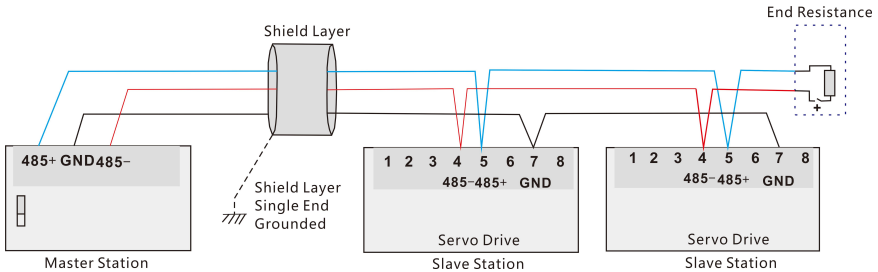 End Resistance
Shield Layer
+
485+ GND 485−
1 2 3 4 5 6 7 8
485− 485+ GND
1 2 3 4 5 6 7 8
485− 485+ GND
Shield Layer
Single End
Grounded
Servo Drive
Servo Drive
Master Station
Slave Station
Slave Station